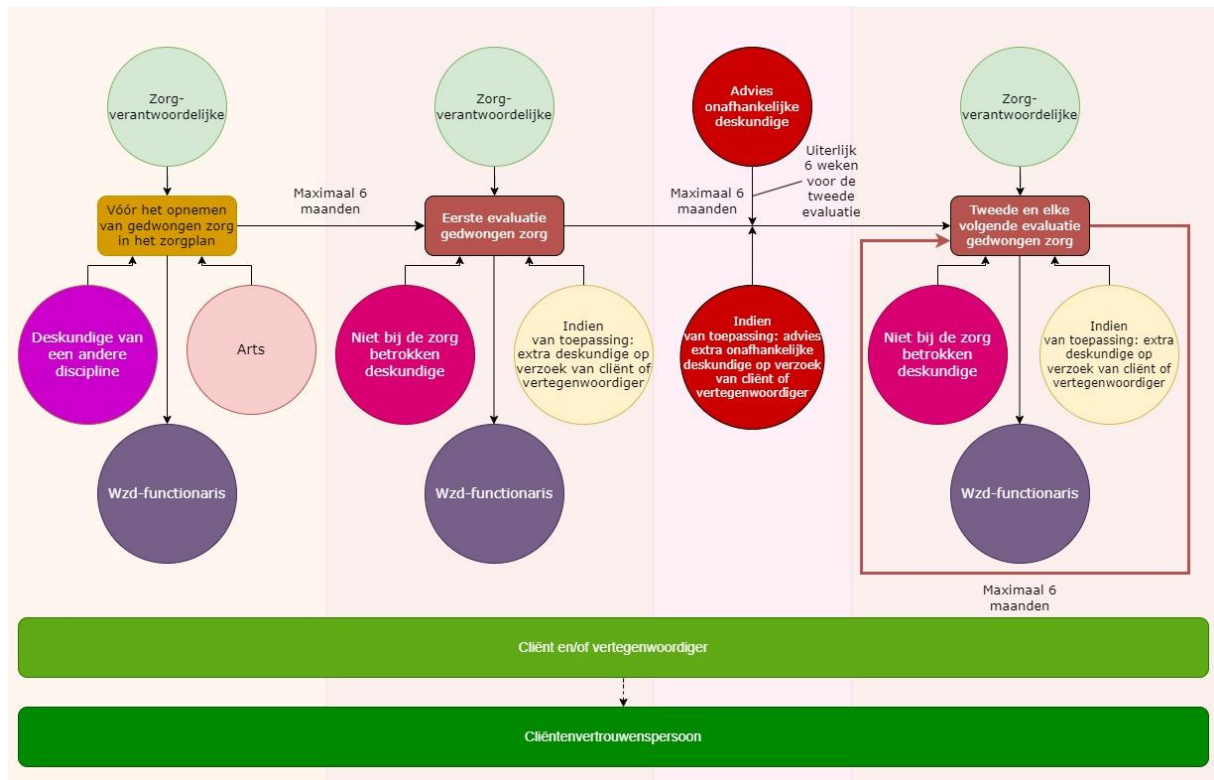 Zorg-
verantwoordelijke
Zorg-
verantwoordelijke
Advies
onafhankelijke
deskundige
Zorg-
verantwoordelijke
Vóór het opnemen
van gedwongen zorg
in het zorgplan
Maximaal 6
maanden
Eerste evaluatie
gedwongen zorg
Maximaal 6
maanden
Uiterlijk
6 weken
voor de
tweede
evaluatie
Tweede en elke
volgende evaluatie
gedwongen zorg
Deskundige van
een andere
discipline
Arts
Niet bij de zorg
betrokken
deskundige
Indien
van toepassing:
extra deskundige op
verzoek van cliënt of
vertegenwoordiger
Indien
van toepassing: advies
extra onafhankelijke
deskundige op verzoek
van cliënt of
vertegenwoordiger
Niet bij de zorg
betrokken
deskundige
Indien
van toepassing: extra
deskundige op
verzoek van cliënt of
vertegenwoordiger
Wzd-functionaris
Wzd-functionaris
Wzd-functionaris
Maximaal 6
maanden
Cliënt en/of vertegenwoordiger
Cliëntenvertrouwenspersoon